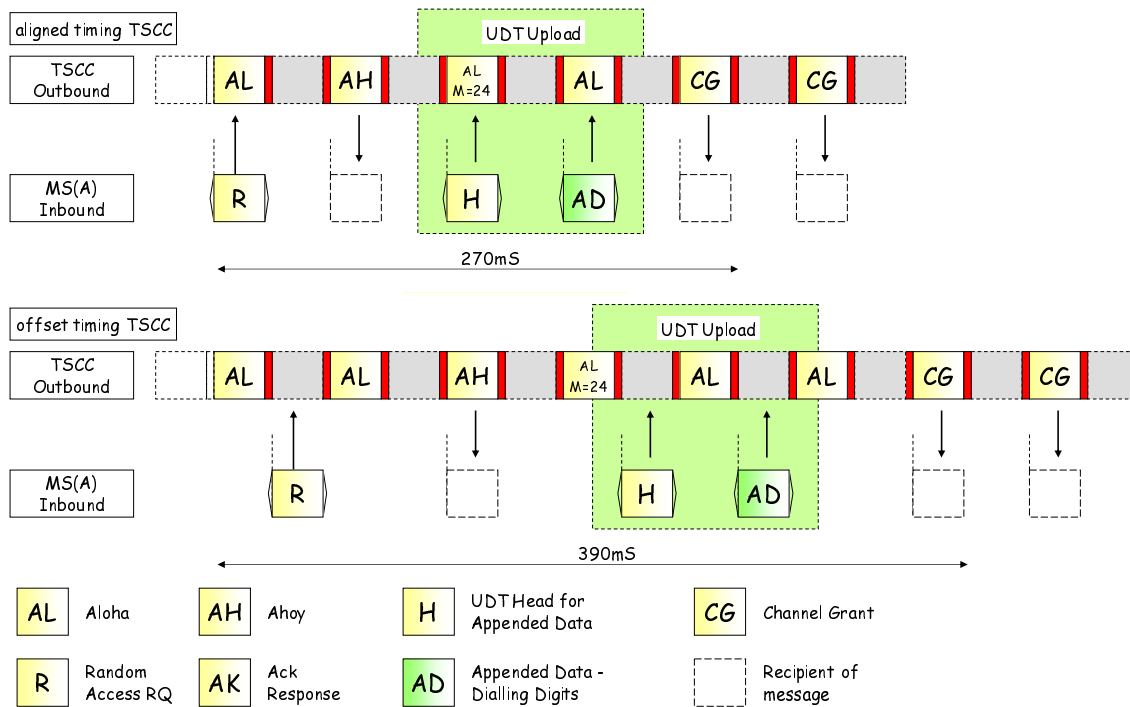 aligned timing TSCC
UDT Upload
TSCC
Outbound
AL
AH
AL
M=24
AL
CG
CG
MS(A)
Inbound
R
H
AD
270mS
offset timing TSCC
UDT Upload
TSCC
Outbound
AL
AL
AH
AL
M=24
AL
AL
CG
CG
MS(A)
Inbound
R
H
AD
390mS
AL
Aloha
AH
Ahoy
H
UDT Head for
Appended Data
CG
Channel Grant
R
Random
Access RQ
AK
Ack
Response
AD
Appended Data -
Dialling Digits
Recipient of
message